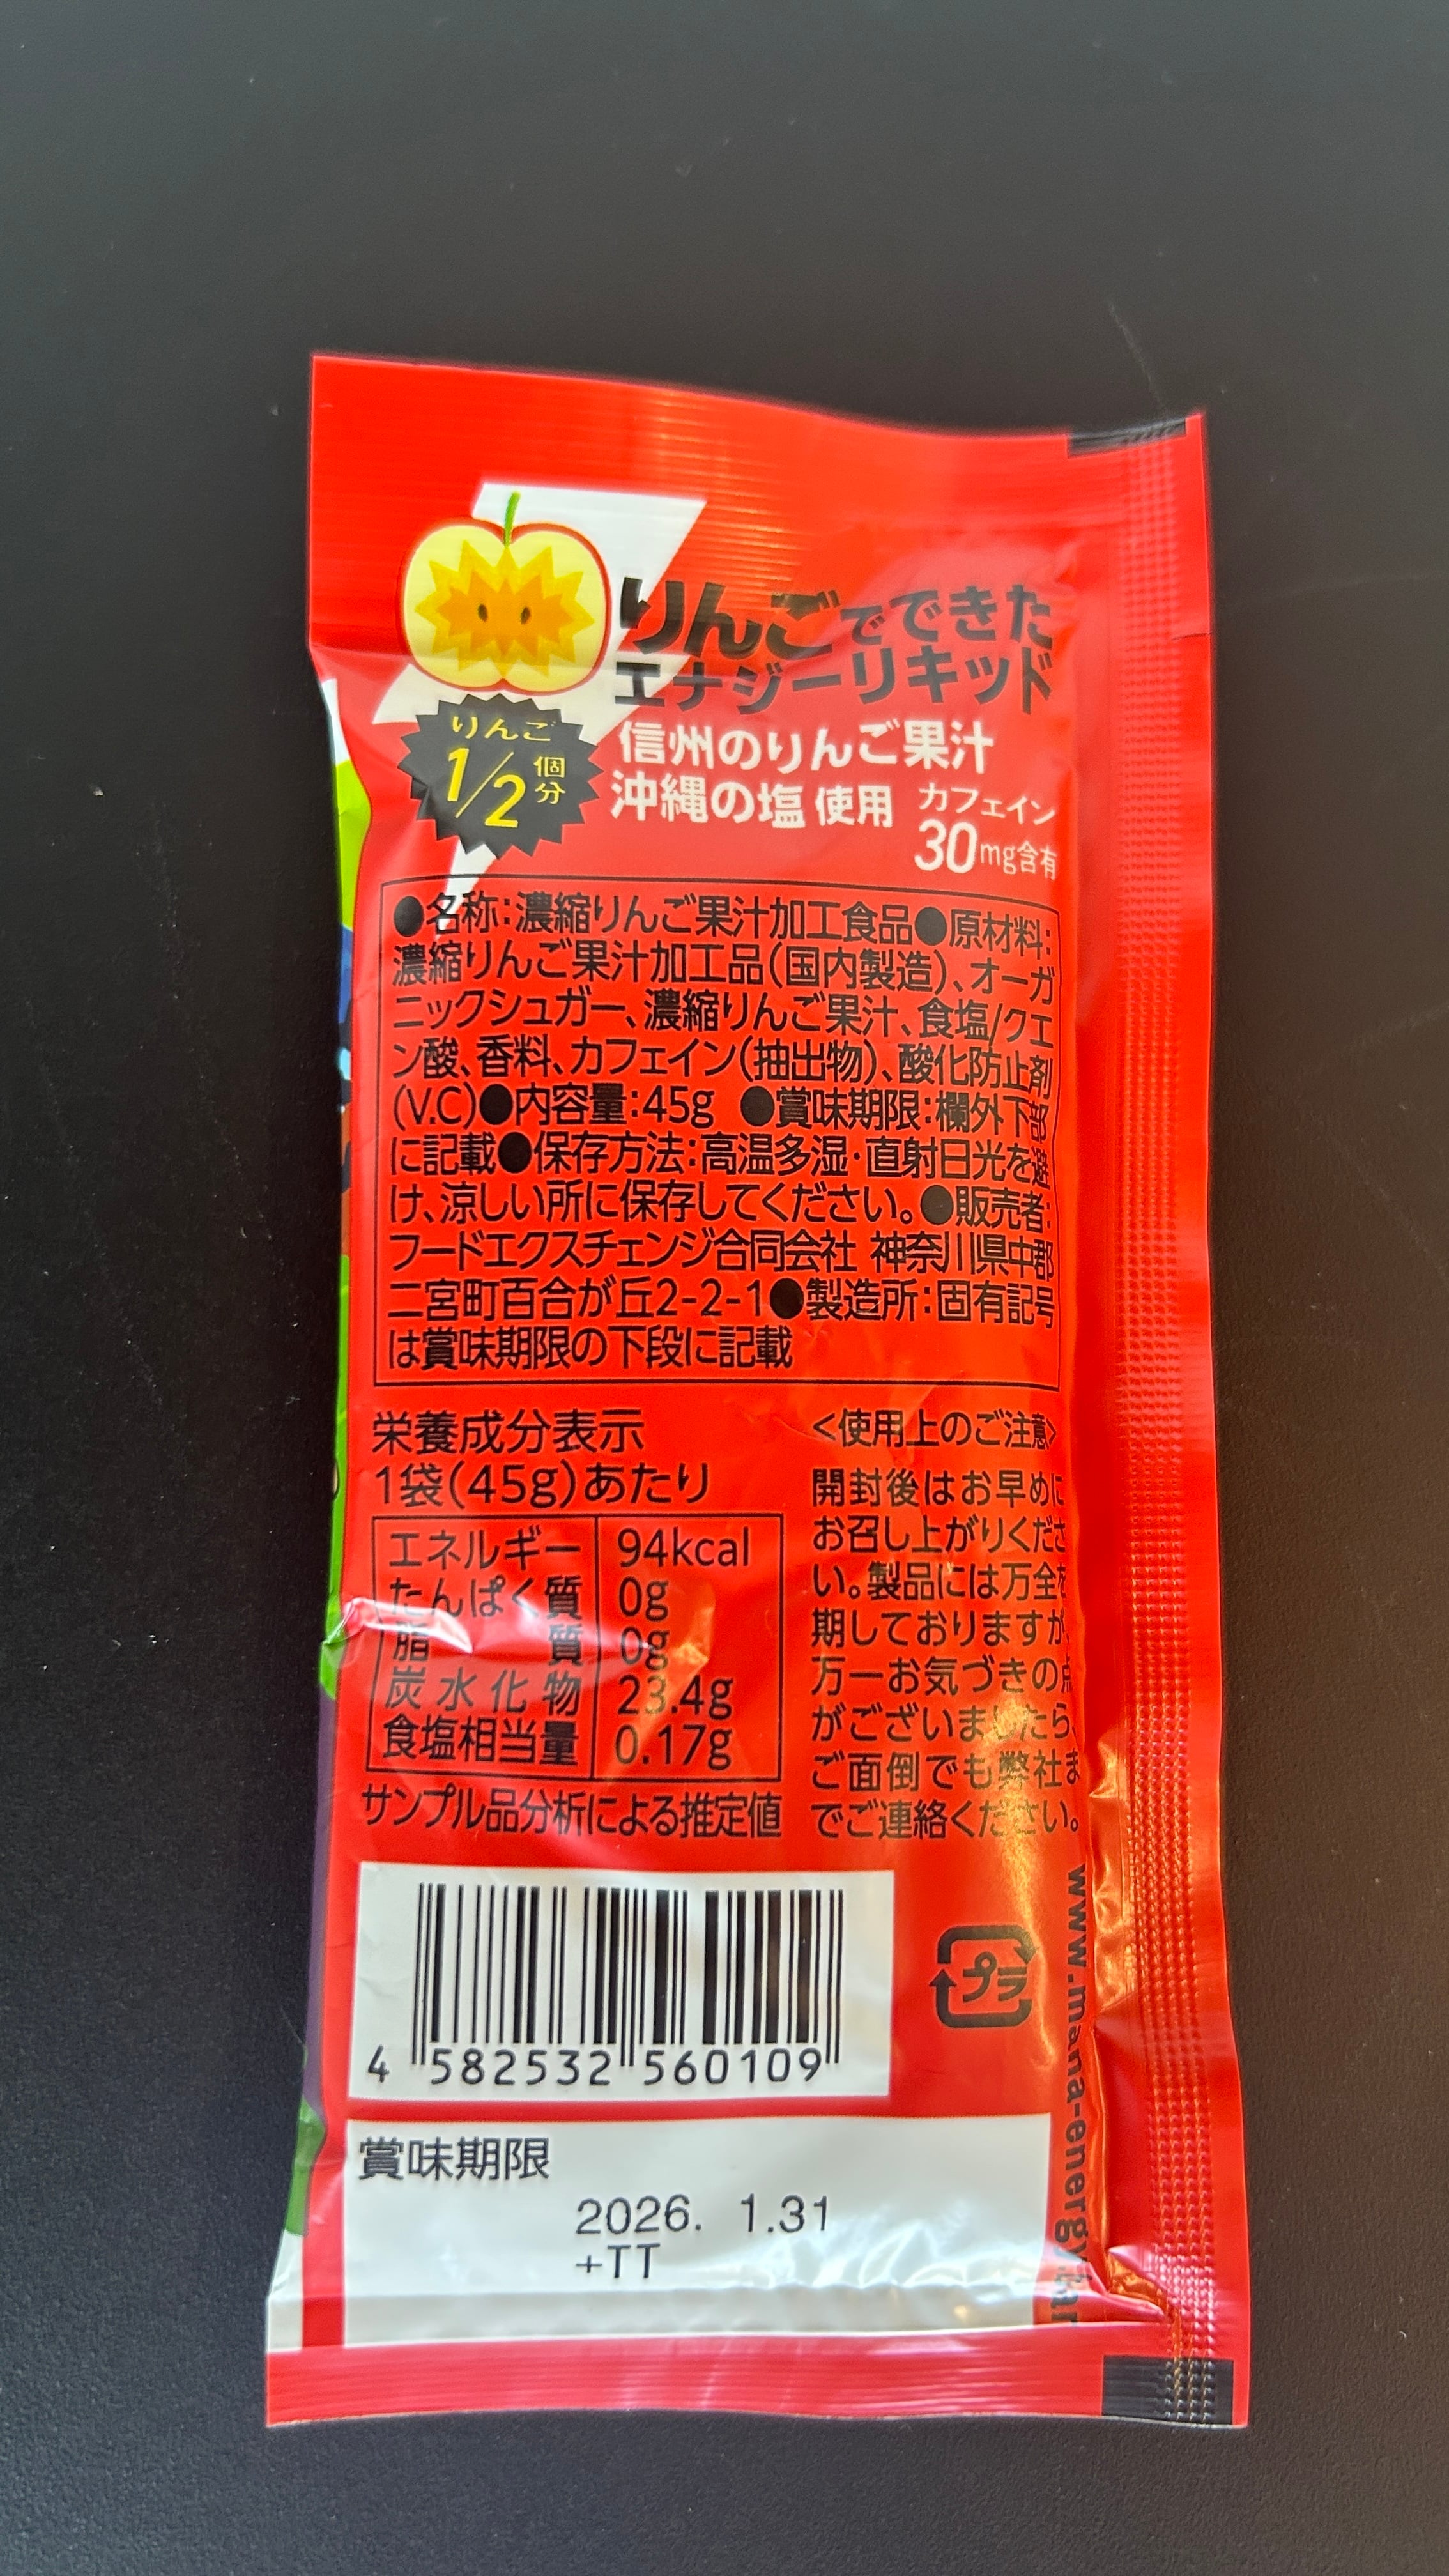 りんごでできた
エナジーリキッド
りんご
1/2個分
信州のりんご果汁
沖縄の塩 使用
カフェイン
30mg含有
●名称:濃縮りんご果汁加工食品●原材料:
濃縮りんご果汁加工品(国内製造)、オーガ
ニックシュガー、濃縮りんご果汁、食塩/クエ
ン酸、香料、カフェイン(抽出物)、酸化防止剤
(V.C)●内容量:45g ●賞味期限:欄外下部
に記載●保存方法:高温多湿・直射日光を避
け、涼しい所に保存してください。●販売者:
フードエクスチェンジ合同会社 神奈川県中郡
二宮町百合が丘2-2-1●製造所:固有記号
は賞味期限の下段に記載
栄養成分表示
1袋(45g)あたり
エネルギー 94kcal
たんぱく質 0g
脂質 0g
炭水化物 23.4g
食塩相当量 0.17g
サンプル品分析による推定値
<使用上のご注意>
開封後はお早めに
お召し上がりくださ
い。製品には万全を
期しておりますが、
万一お気づきの点
がございましたら、
ご面倒でも弊社ま
でご連絡ください。
4 582532 560109
プラ
www.mana-energy.bar
賞味期限
2026. 1.31
+TT